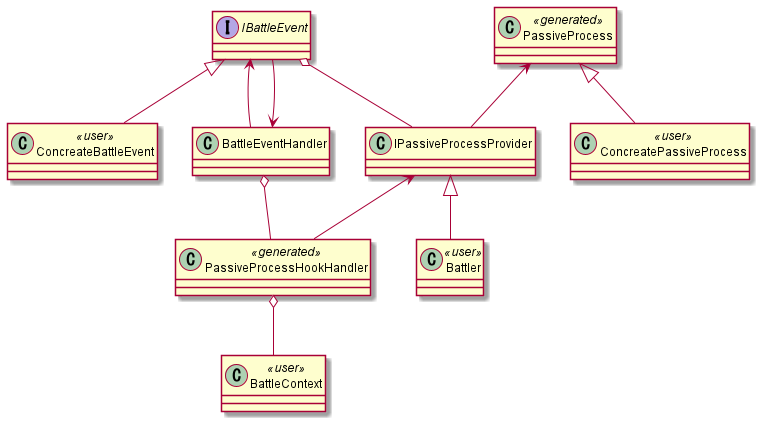 I IBattleEvent
C «generated»
PassiveProcess
C «user»
ConcreateBattleEvent
C BattleEventHandler
C IPassiveProcessProvider
C «user»
ConcreatePassiveProcess
C «generated»
PassiveProcessHookHandler
C «user»
Battler
C «user»
BattleContext